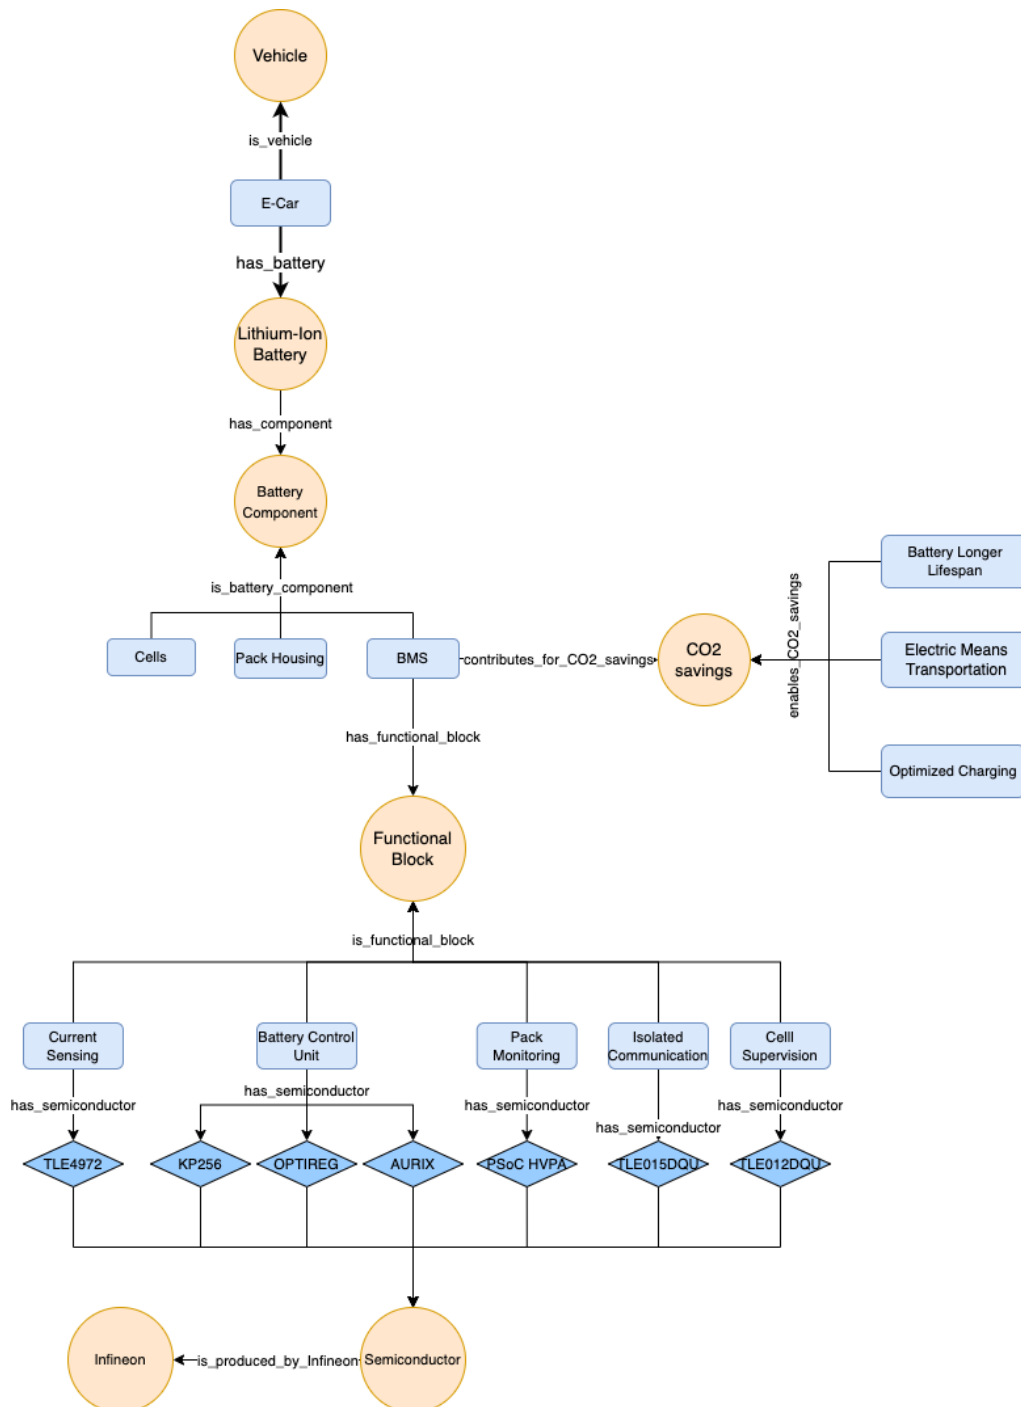 Vehicle
is_vehicle
E-Car
has_battery
Lithium-Ion
Battery
has_component
Battery
Component
is_battery_component
Cells
Pack Housing
BMS
contributes_for_CO2_savings
CO2
savings
enables_CO2_savings
Battery Longer
Lifespan
Electric Means
Transportation
Optimized Charging
has_functional_block
Functional
Block
is_functional_block
Current
Sensing
Battery Control
Unit
Pack
Monitoring
Isolated
Communication
Celll
Supervision
has_semiconductor
has_semiconductor
has_semiconductor
has_semiconductor
has_semiconductor
TLE4972
KP256
OPTIREG
AURIX
PSoC HVPA
TLE015DQU
TLE012DQU
Infineon
is_produced_by_Infineon
Semiconductor